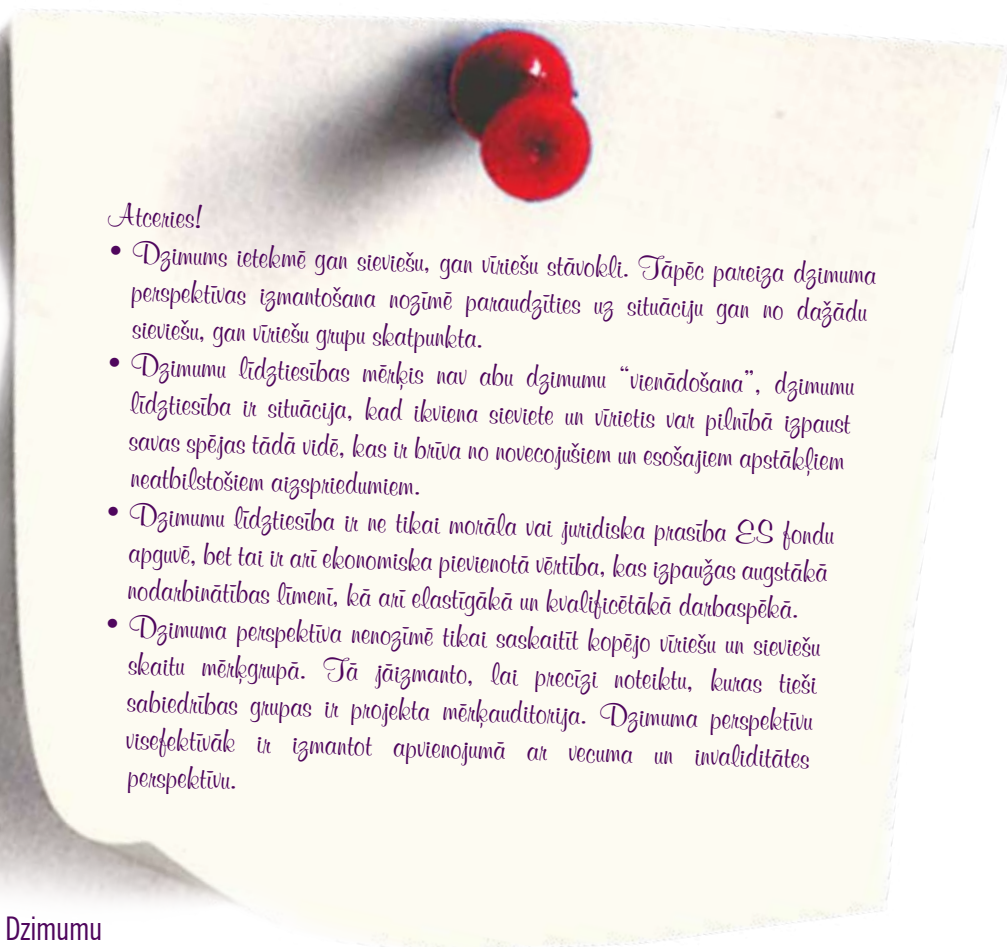 Atceries!
• Dzimums ietekmē gan sieviešu, gan vīriešu stāvokli. Tāpēc pareiza dzimuma
perspektīvas izmantošana nozīmē paraudzīties uz situāciju gan no dažādu
sieviešu, gan vīriešu grupu skatpunkta.
• Dzimumu līdztiesības mērķis nav abu dzimumu “vienādošana”, dzimumu
līdztiesība ir situācija, kad ikviena sieviete un vīrietis var pilnībā izpaust
savas spējas tādā vidē, kas ir brīva no novecojušiem un esošajiem apstākļiem
neatbilstošiem aizspriedumiem.
• Dzimumu līdztiesība ir ne tikai morāla vai juridiska prasība ES fondu
apguvē, bet tai ir arī ekonomiska pievienotā vērtība, kas izpaužas augstākā
nodarbinātības līmenī, kā arī elastīgākā un kvalificētākā darbaspēkā.
• Dzimuma perspektīva nenozīmē tikai saskaitīt kopējo vīriešu un sieviešu
skaitu mērķgrupā. Tā jāizmanto, lai precīzi noteiktu, kuras tieši
sabiedrības grupas ir projekta mērķauditorija. Dzimuma perspektīvu
visefektīvāk ir izmantot apvienojumā ar vecuma un invaliditātes
perspektīvu.
Dzimumu